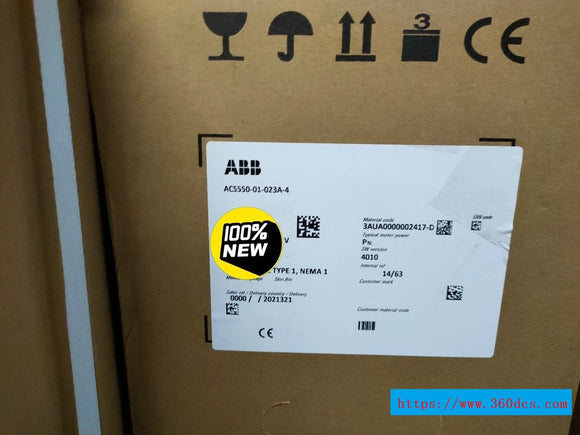 3
CE
ABB
ACS550-01-023A-4
Material code
3AUA0000002417-D
EAN code
Typical motor power
PN:
SW version
4010
Internal ref
14/63
Customer mark
100%
NEW
V
TYPE 1, NEMA 1
Sales ref / Delivery country / Delivery
0000 / / 2021321
Customer material code
CE
https://www.360dcs.com